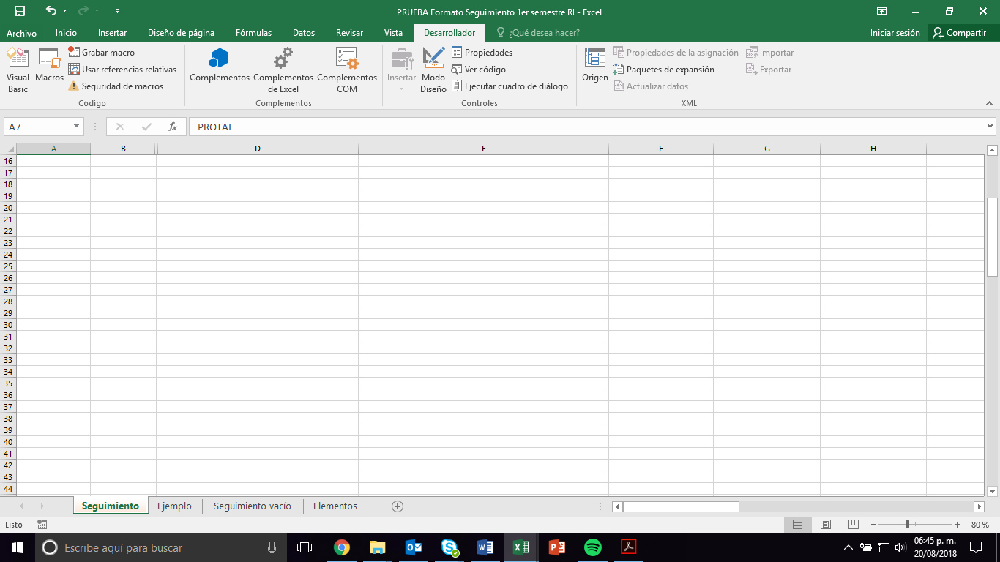 PRUEBA Formato Seguimiento 1er semestre RI - Excel
Archivo Inicio Insertar Diseño de página Fórmulas Datos Revisar Vista Desarrollador ¿Qué desea hacer? Iniciar sesión Compartir
Visual Basic
Macros
Grabar macro
Usar referencias relativas
Seguridad de macros
Código
Complementos
Complementos de Excel
Complementos COM
Complementos
Insertar
Modo Diseño
Propiedades
Ver código
Ejecutar cuadro de diálogo
Controles
Origen
Propiedades de la asignación
Paquetes de expansión
Actualizar datos
Importar
Exportar
XML
A7 fx PROTAI
A B D E F G H
16
17
18
19
20
21
22
23
24
25
26
27
28
29
30
31
32
33
34
35
36
37
38
39
40
41
42
43
44
Seguimiento Ejemplo Seguimiento vacío Elementos
Listo 80 %
Escribe aquí para buscar
06:45 p. m.
20/08/2018